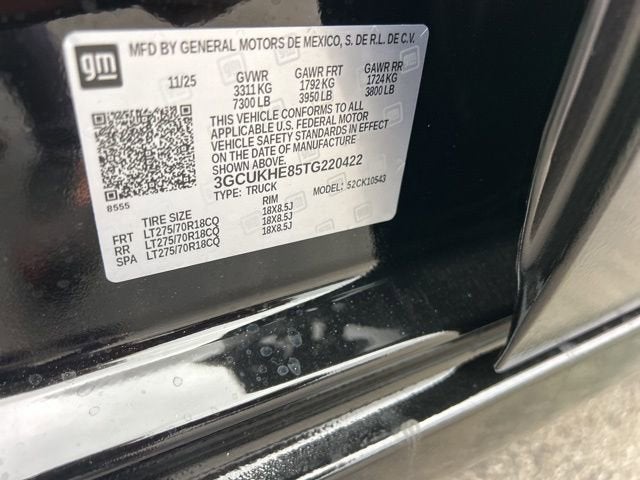 gm
MFD BY GENERAL MOTORS DE MEXICO, S. DE R.L. DE C.V.
11/25 GVWR GAWR FRT GAWR RR
3311 KG 1792 KG 1724 KG
7300 LB 3950 LB 3800 LB
THIS VEHICLE CONFORMS TO ALL
APPLICABLE U.S. FEDERAL MOTOR
VEHICLE SAFETY STANDARDS IN EFFECT
ON THE DATE OF MANUFACTURE
SHOWN ABOVE.
3GCUKHE85TG220422
TYPE: TRUCK MODEL: 52CK10543
8555
TIRE SIZE RIM
FRT LT275/70R18CQ 18X8.5J
RR LT275/70R18CQ 18X8.5J
SPA LT275/70R18CQ 18X8.5J